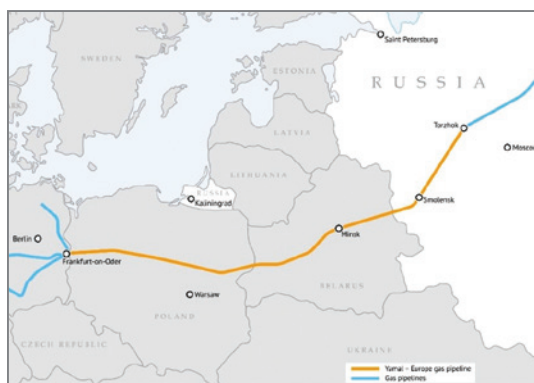 Saint Petersburg
SWEDEN
ESTONIA
RUSSIA
Torzhok
Moscow
LATVIA
LITHUANIA
RUSSIA
Kaliningrad
Smolensk
Minsk
Berlin
Frankfurt-on-Oder
BELARUS
Warsaw
POLAND
CZECH REPUBLIC
UKRAINE
Yamal – Europe gas pipeline
Gas pipelines